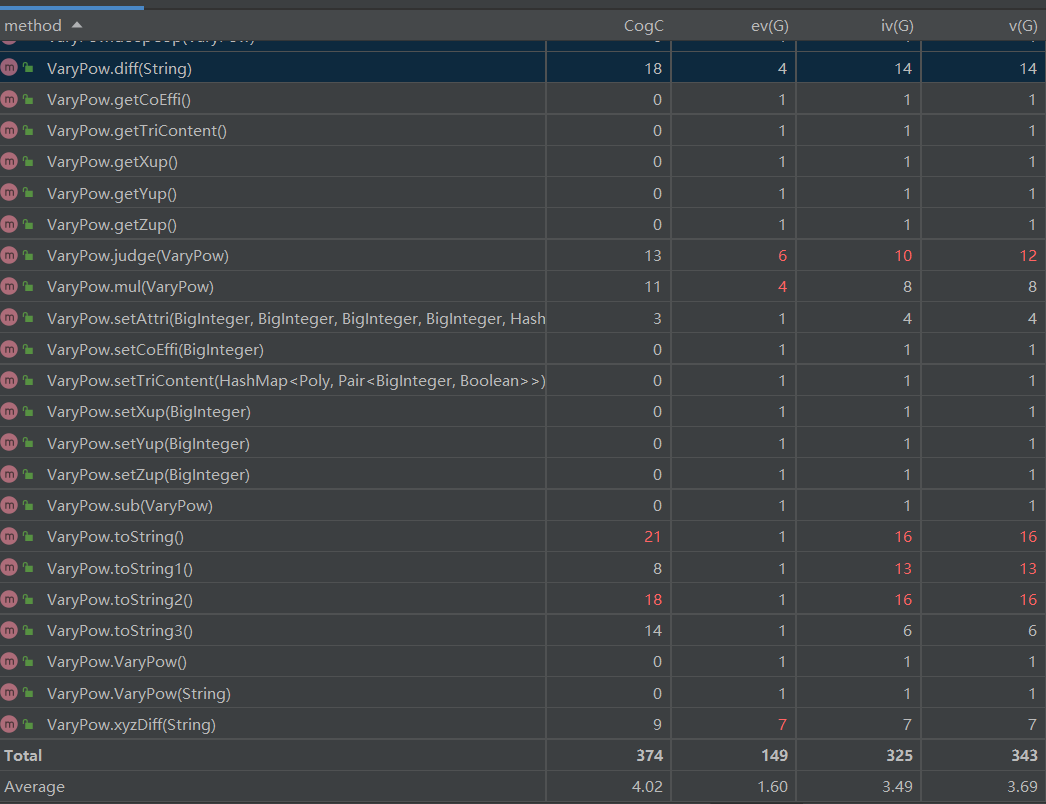 method CogC ev(G) iv(G) v(G)
VaryPow.diff(String) 18 4 14 14
VaryPow.getCoEffi() 0 1 1 1
VaryPow.getTriContent() 0 1 1 1
VaryPow.getXup() 0 1 1 1
VaryPow.getYup() 0 1 1 1
VaryPow.getZup() 0 1 1 1
VaryPow.judge(VaryPow) 13 6 10 12
VaryPow.mul(VaryPow) 11 4 8 8
VaryPow.setAttri(BigInteger, BigInteger, BigInteger, BigInteger, Hash 3 1 4 4
VaryPow.setCoEffi(BigInteger) 0 1 1 1
VaryPow.setTriContent(HashMap<Poly, Pair<BigInteger, Boolean>>) 0 1 1 1
VaryPow.setXup(BigInteger) 0 1 1 1
VaryPow.setYup(BigInteger) 0 1 1 1
VaryPow.setZup(BigInteger) 0 1 1 1
VaryPow.sub(VaryPow) 0 1 1 1
VaryPow.toString() 21 1 16 16
VaryPow.toString1() 8 1 13 13
VaryPow.toString2() 18 1 16 16
VaryPow.toString3() 14 1 6 6
VaryPow.VaryPow() 0 1 1 1
VaryPow.VaryPow(String) 0 1 1 1
VaryPow.xyzDiff(String) 9 7 7 7
Total 374 149 325 343
Average 4.02 1.60 3.49 3.69